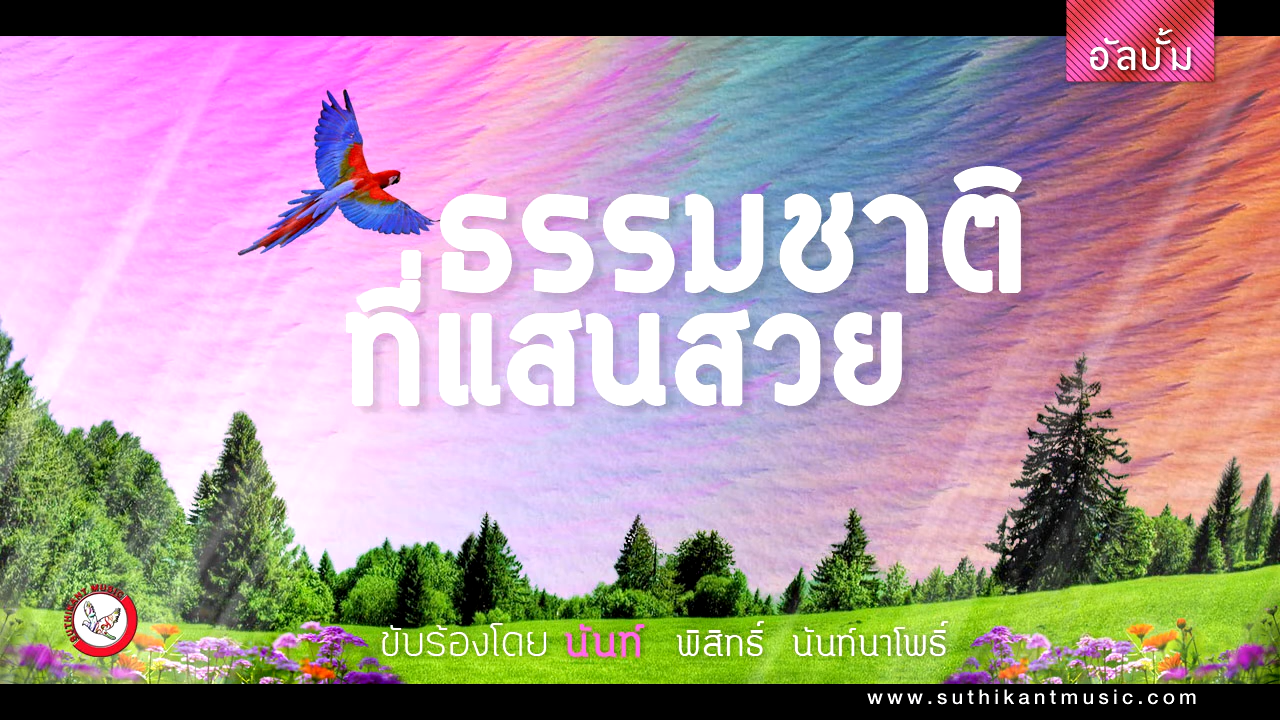 อัลบั้ม
ธรรมชาติ
ที่แสนสวย
SUTHIKANT MUSIC
ขับร้องโดย นันท์ พิสิทธิ์ นันท์นาโพธิ์
www.suthikantmusic.com